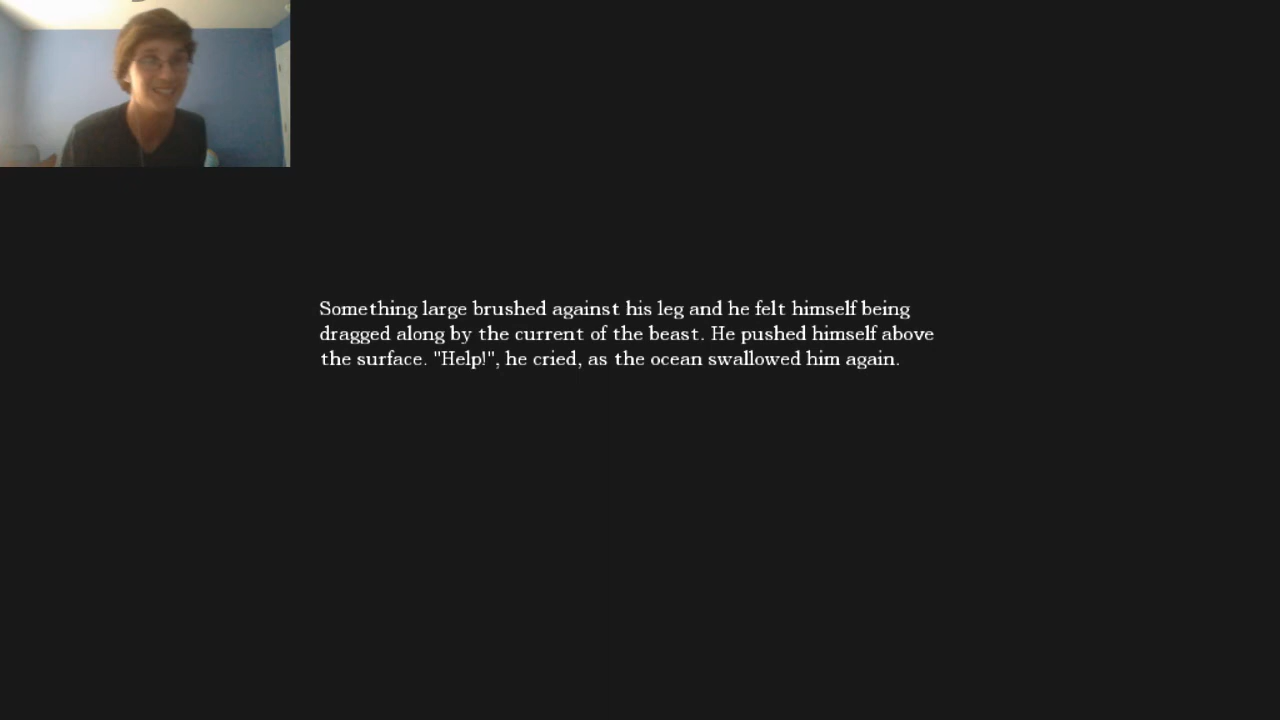 Something large brushed against his leg and he felt himself being
dragged along by the current of the beast. He pushed himself above
the surface. "Help!", he cried, as the ocean swallowed him again.